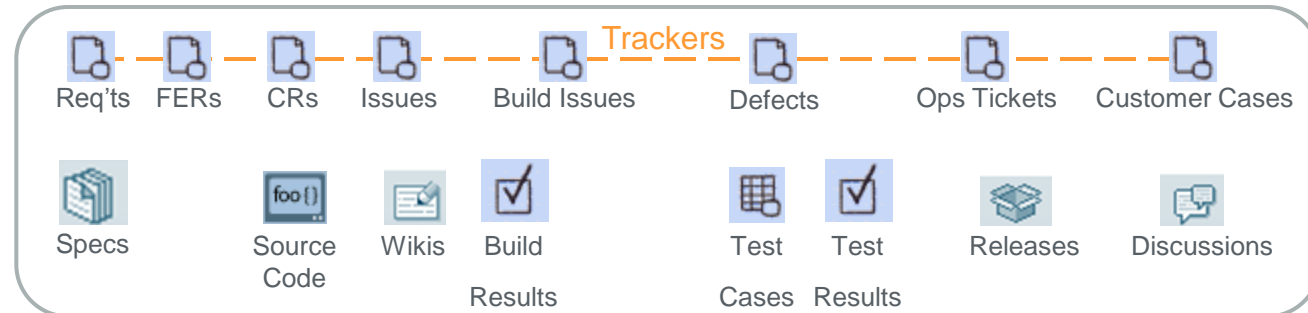 Trackers
Req'ts FERs CRs Issues Build Issues Defects Ops Tickets Customer Cases
foo{}
Specs Source Wikis Build Test Test Releases Discussions
Code
Results Cases Results